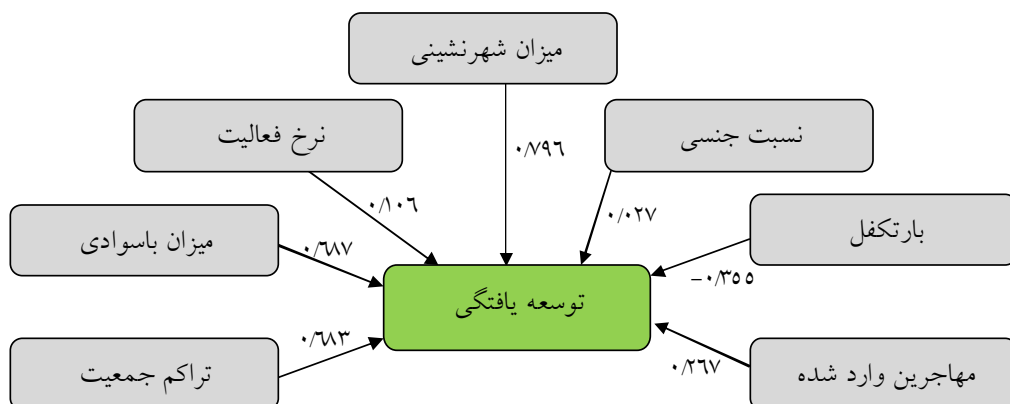 میزان شهرنشینی
نسبت جنسی
نرخ فعالیت
۰/۷۹۶
۰/۰۲۷
۰/۱۰۶
بارتکفل
میزان باسوادی
۰/۶۸۷
-۰/۳۵۵
توسعه یافتگی
۰/۶۸۳
۰/۲۶۷
مهاجرین وارد شده
تراکم جمعیت